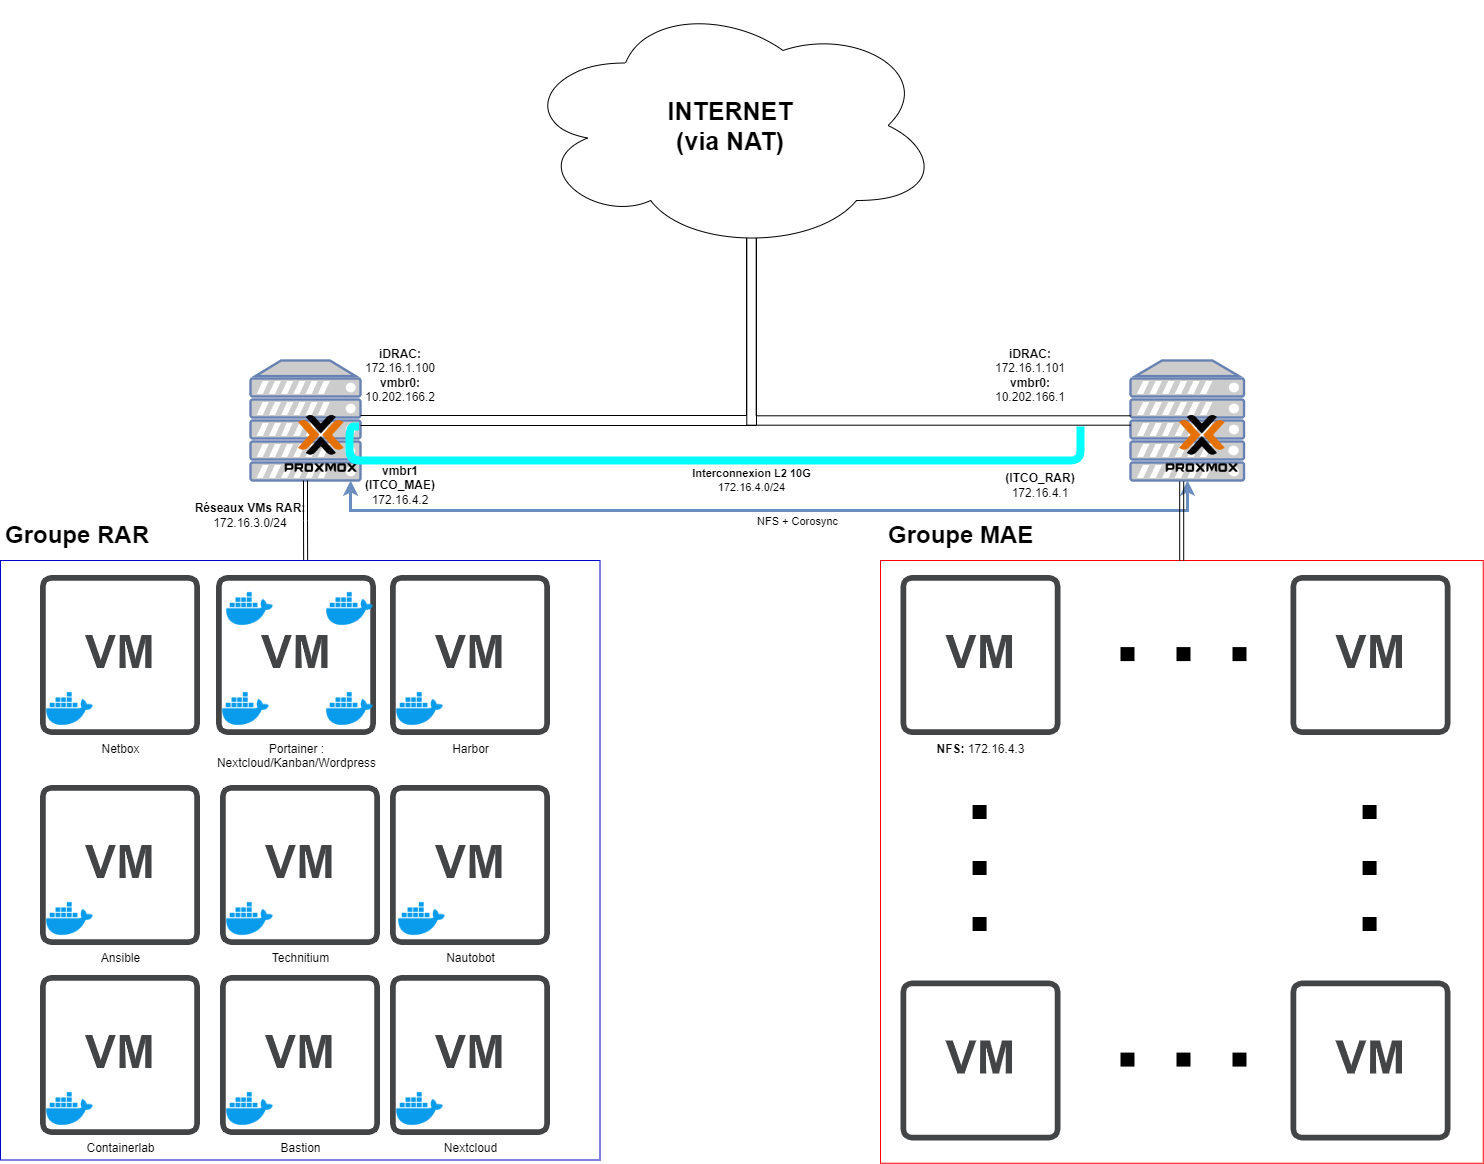 INTERNET
(via NAT)
iDRAC:
172.16.1.100
vmbr0:
10.202.166.2
iDRAC:
172.16.1.101
vmbr0:
10.202.166.1
PROXMOX
PROXMOX
vmbr1
(ITCO_MAE)
172.16.4.2
Interconnexion L2 10G
172.16.4.0/24
(ITCO_RAR)
172.16.4.1
Réseaux VMs RAR:
172.16.3.0/24
NFS + Corosync
Groupe RAR
Groupe MAE
VM
VM
VM
Netbox
Portainer :
Nextcloud/Kanban/Wordpress
Harbor
VM
VM
VM
Ansible
Technitium
Nautobot
VM
VM
VM
Containerlab
Bastion
Nextcloud
VM
VM
NFS: 172.16.4.3
VM
VM